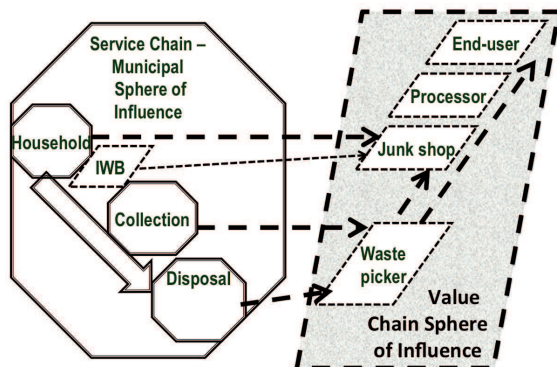 Service Chain –
Municipal
Sphere of
Influence
Household
IWB
Collection
Disposal
End-user
Processor
Junk shop
Waste
picker
Value
Chain Sphere
of Influence